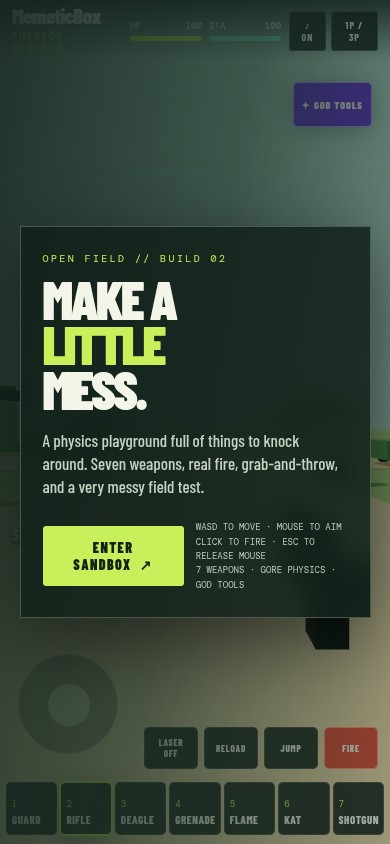 MemeticBox
PHYSICS
HP 100 STA 100
♪
ON
1P /
3P
✦ GOD TOOLS
OPEN FIELD // BUILD 02
MAKE A
LITTLE
MESS.
A physics playground full of things to knock
around. Seven weapons, real fire, grab-and-throw,
and a very messy field test.
ENTER
SANDBOX ↗
WASD TO MOVE · MOUSE TO AIM
CLICK TO FIRE · ESC TO
RELEASE MOUSE
7 WEAPONS · GORE PHYSICS ·
GOD TOOLS
LASER
OFF
RELOAD
JUMP
FIRE
1 2 3 4 5 6 7
GUARD RIFLE DEAGLE GRENADE FLAME KAT SHOTGUN